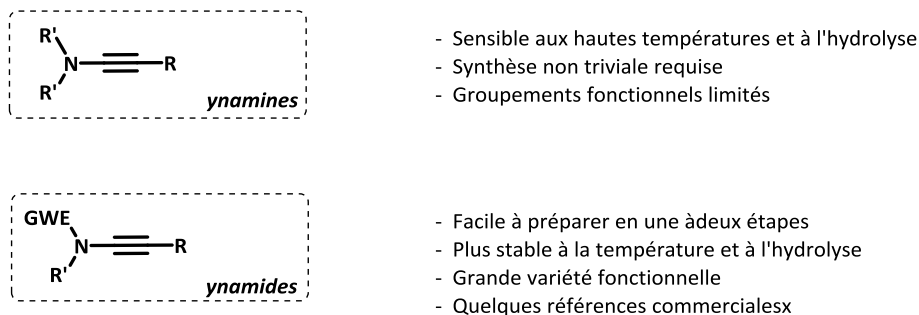 R'
N
R
R'
ynamines
- Sensible aux hautes températures et à l'hydrolyse
- Synthèse non triviale requise
- Groupements fonctionnels limités
GWE
N
R
R'
ynamides
- Facile à préparer en une àdeux étapes
- Plus stable à la température et à l'hydrolyse
- Grande variété fonctionnelle
- Quelques références commercialesx